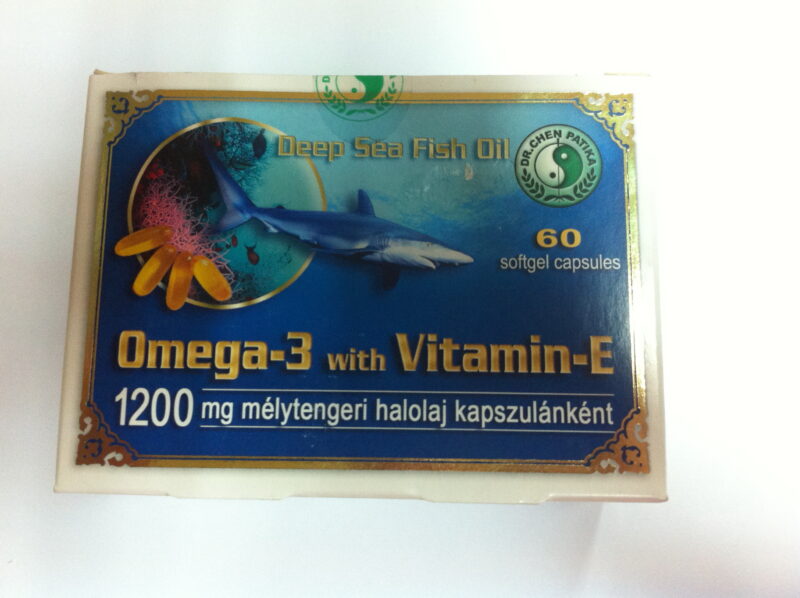 Deep Sea Fish Oil
DR. CHEN PATIKA
60
softgel capsules
Omega-3 with Vitamin-E
1200 mg mélytengeri halolaj kapszulánként